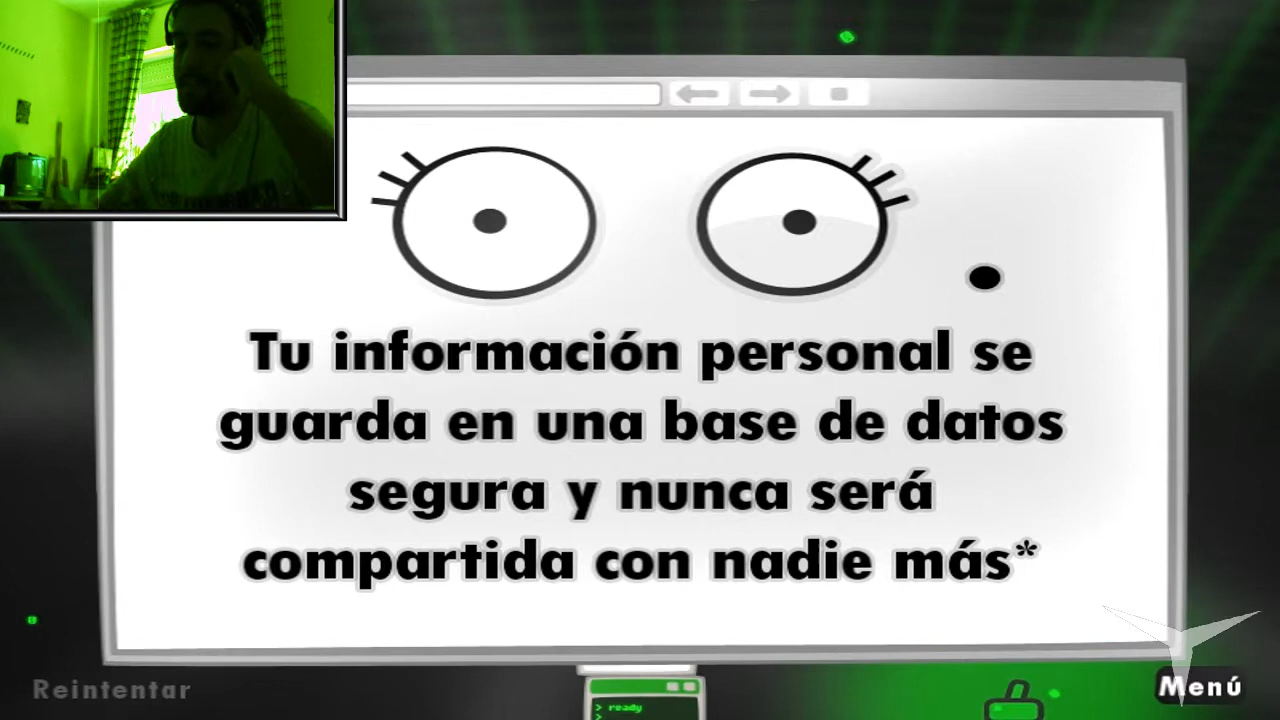 Tu información personal se
guarda en una base de datos
segura y nunca será
compartida con nadie más*
Reintentar
> ready
>
Menú